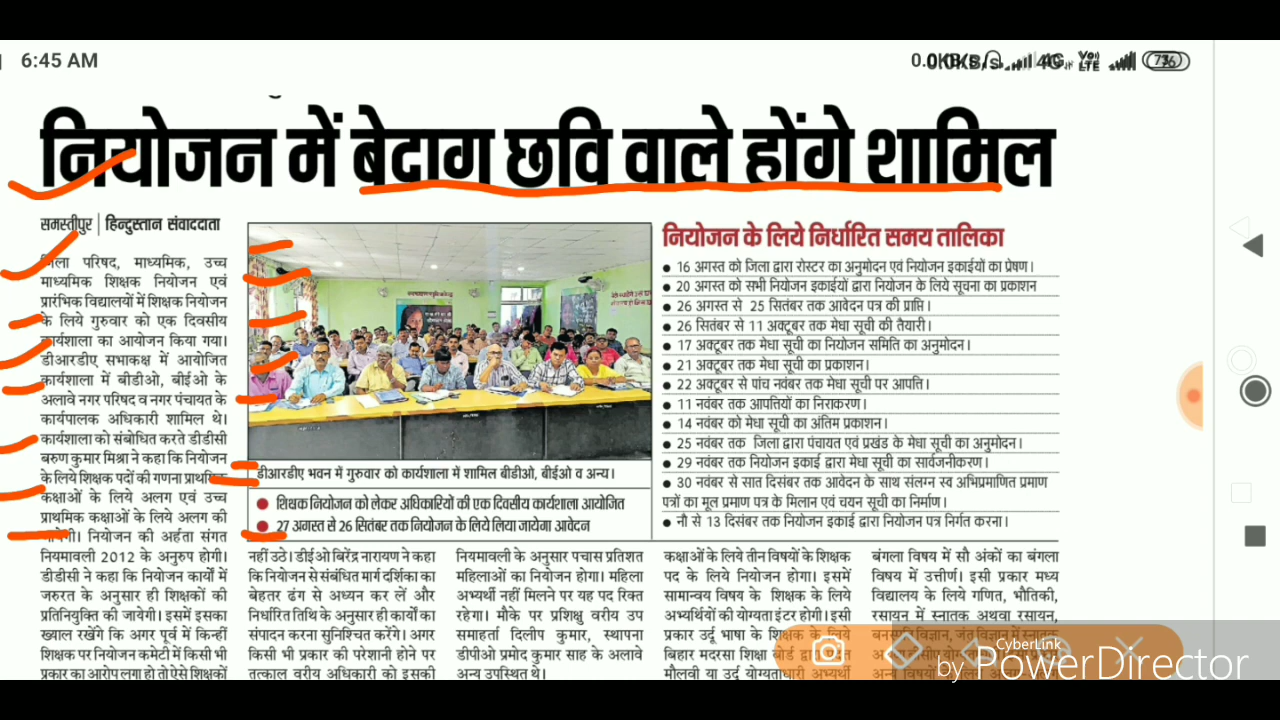 6:45 AM
4G
नियोजन में बेदाग छवि वाले होंगे शामिल
समस्तीपुर | हिन्दुस्तान संवाददाता
जिला परिषद, माध्यमिक, उच्च
माध्यमिक शिक्षक नियोजन एवं
प्रारंभिक विद्यालयों में शिक्षक नियोजन
के लिये गुरुवार को एक दिवसीय
कार्यशाला का आयोजन किया गया।
डीआरडीए सभाकक्ष में आयोजित
कार्यशाला में बीडीओ, बीईओ के
अलावे नगर परिषद व नगर पंचायत के
कार्यपालक अधिकारी शामिल थे।
कार्यशाला को संबोधित करते डीडीसी
बरुण कुमार मिश्रा ने कहा कि नियोजन
के लिये शिक्षक पदों की गणना प्राथमिक
कक्षाओं के लिये अलग एवं उच्च
प्राथमिक कक्षाओं के लिये अलग की
जायेगी। नियोजन की अर्हता संगत
नियमावली 2012 के अनुरुप होगी।
डीडीसी ने कहा कि नियोजन कार्यों में
जरुरत के अनुसार ही शिक्षकों की
प्रतिनियुक्ति की जावेगी। इसमें इसका
ख्याल रखेंगे कि अगर पूर्व में किन्हीं
शिक्षक पर नियोजन कमेटी में किसी भी
प्रकार का आरोप लगा हो तो ऐसे शिक्षकों
डीआरडीए भवन में गुरुवार को कार्यशाला में शामिल बीडीओ, बीईओ व अन्य।
● शिक्षक नियोजन को लेकर अधिकारियों की एक दिवसीय कार्यशाला आयोजित
● 27 अगस्त से 26 सितंबर तक नियोजन के लिये लिया जायेगा आवेदन
नियोजन के लिये निर्धारित समय तालिका
● 16 अगस्त को जिला द्वारा रोस्टर का अनुमोदन एवं नियोजन इकाईयों का प्रेषण।
● 20 अगस्त को सभी नियोजन इकाईयों द्वारा नियोजन के लिये सूचना का प्रकाशन
● 26 अगस्त से 25 सितंबर तक आवेदन पत्र की प्राप्ति।
● 26 सितंबर से 11 अक्टूबर तक मेधा सूची की तैयारी।
● 17 अक्टूबर तक मेधा सूची का नियोजन समिति का अनुमोदन।
● 21 अक्टूबर तक मेधा सूची का प्रकाशन।
● 22 अक्टूबर से पांच नवंबर तक मेधा सूची पर आपत्ति।
● 11 नवंबर तक आपत्तियों का निराकरण।
● 14 नवंबर को मेधा सूची का अंतिम प्रकाशन।
● 25 नवंबर तक जिला द्वारा पंचायत एवं प्रखंड के मेधा सूची का अनुमोदन।
● 29 नवंबर तक नियोजन इकाई द्वारा मेधा सूची का सार्वजनीकरण।
● 30 नवंबर से सात दिसंबर तक आवेदन के साथ संलग्न स्व अभिप्रमाणित प्रमाण
पत्रों का मूल प्रमाण पत्र के मिलान एवं चयन सूची का निर्माण।
● नौ से 13 दिसंबर तक नियोजन इकाई द्वारा नियोजन पत्र निर्गत करना।
नहीं उठे। डीईओ बिरेंद्र नारायण ने कहा
कि नियोजन से संबंधित मार्ग दर्शिका का
बेहतर ढंग से अध्यन कर लें और
निर्धारित तिथि के अनुसार ही कार्यों का
संपादन करना सुनिश्चित करेंगे। अगर
किसी भी प्रकार की परेशानी होने पर
तत्काल वरीय अधिकारी को इसकी
नियमावली के अनुसार पचास प्रतिशत
महिलाओं का नियोजन होगा। महिला
अभ्यर्थी नहीं मिलने पर यह पद रिक्त
रहेगा। मौके पर प्रशिक्षु वरीय उप
समाहर्ता दिलीप कुमार, स्थापना
डीपीओ प्रमोद कुमार साह के अलावे
अन्य उपस्थित थे।
कक्षाओं के लिये तीन विषयों के शिक्षक
पद के लिये नियोजन होगा। इसमें
सामान्वय विषय के शिक्षक के लिये
अभ्यर्थियों की योग्यता इंटर होगी। इसी
प्रकार उर्दू भाषा के शिक्षक के लिये
बिहार मदरसा शिक्षा बोर्ड द्वारा
मौलवी या उर्दू योग्यताधारी अभ्यर्थी
बंगला विषय में सौ अंकों का बंगला
विषय में उत्तीर्ण। इसी प्रकार मध्य
विद्यालय के लिये गणित, भौतिकी,
रसायन में स्नातक अथवा रसायन,
बनस्पति विज्ञान, जंतु विज्ञान में स्नातक
CyberLink
by PowerDirector